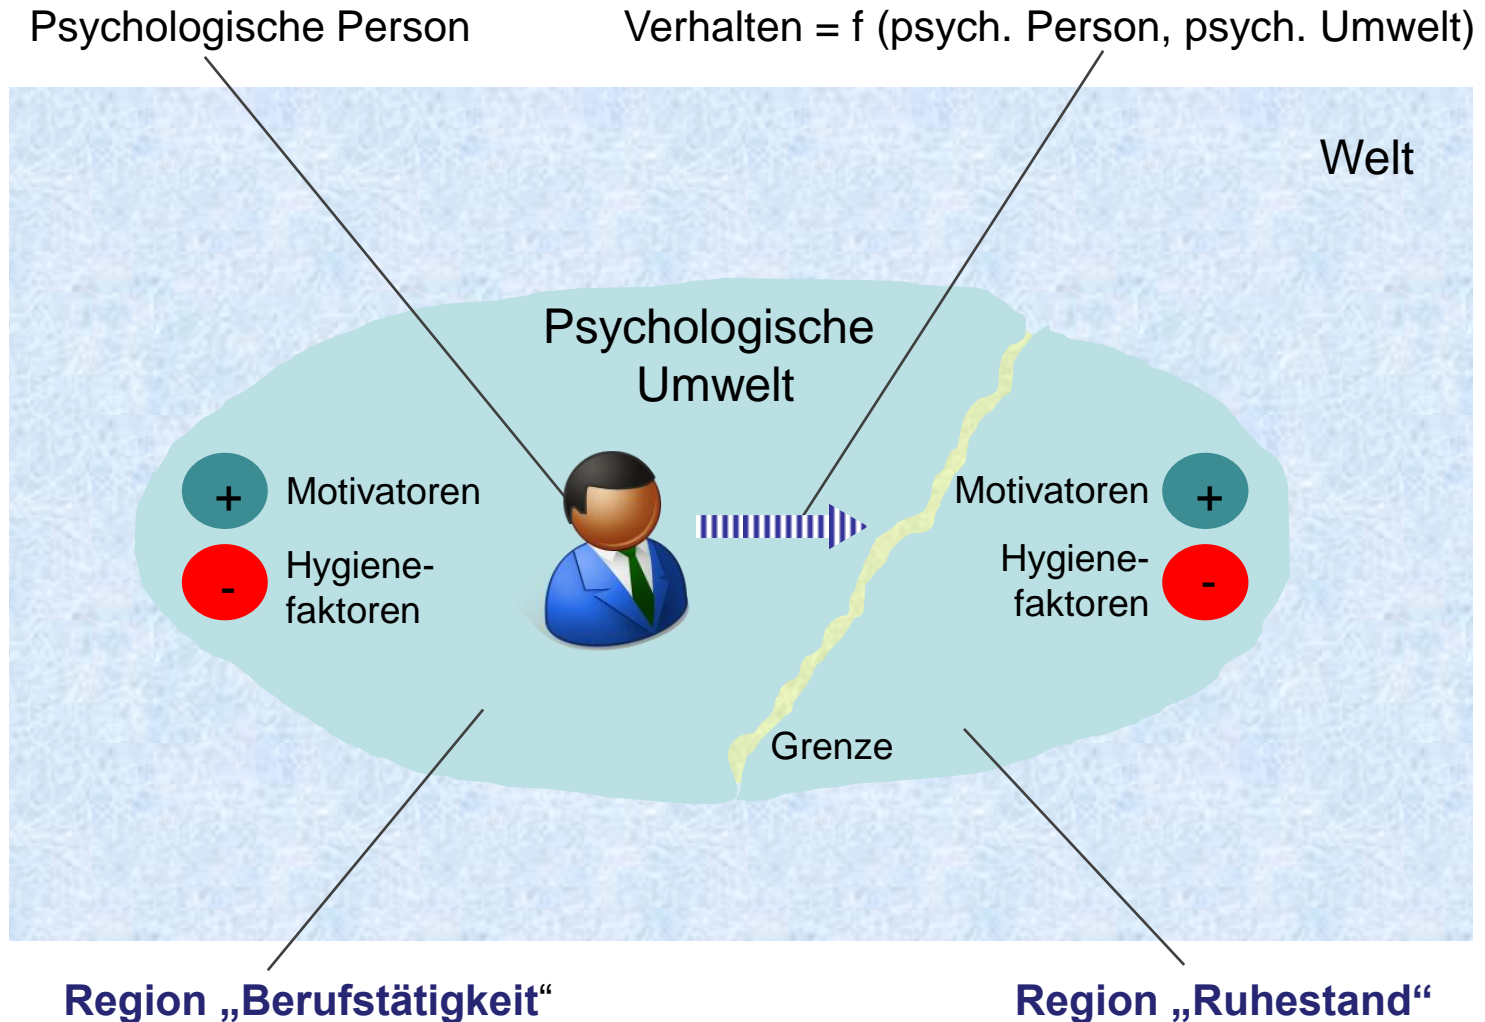 Psychologische Person
Verhalten = f (psych. Person, psych. Umwelt)
Welt
Psychologische
Umwelt
+
Motivatoren
-
Hygiene-
faktoren
Motivatoren
+
Hygiene-
faktoren
-
Grenze
Region „Berufstätigkeit“
Region „Ruhestand“